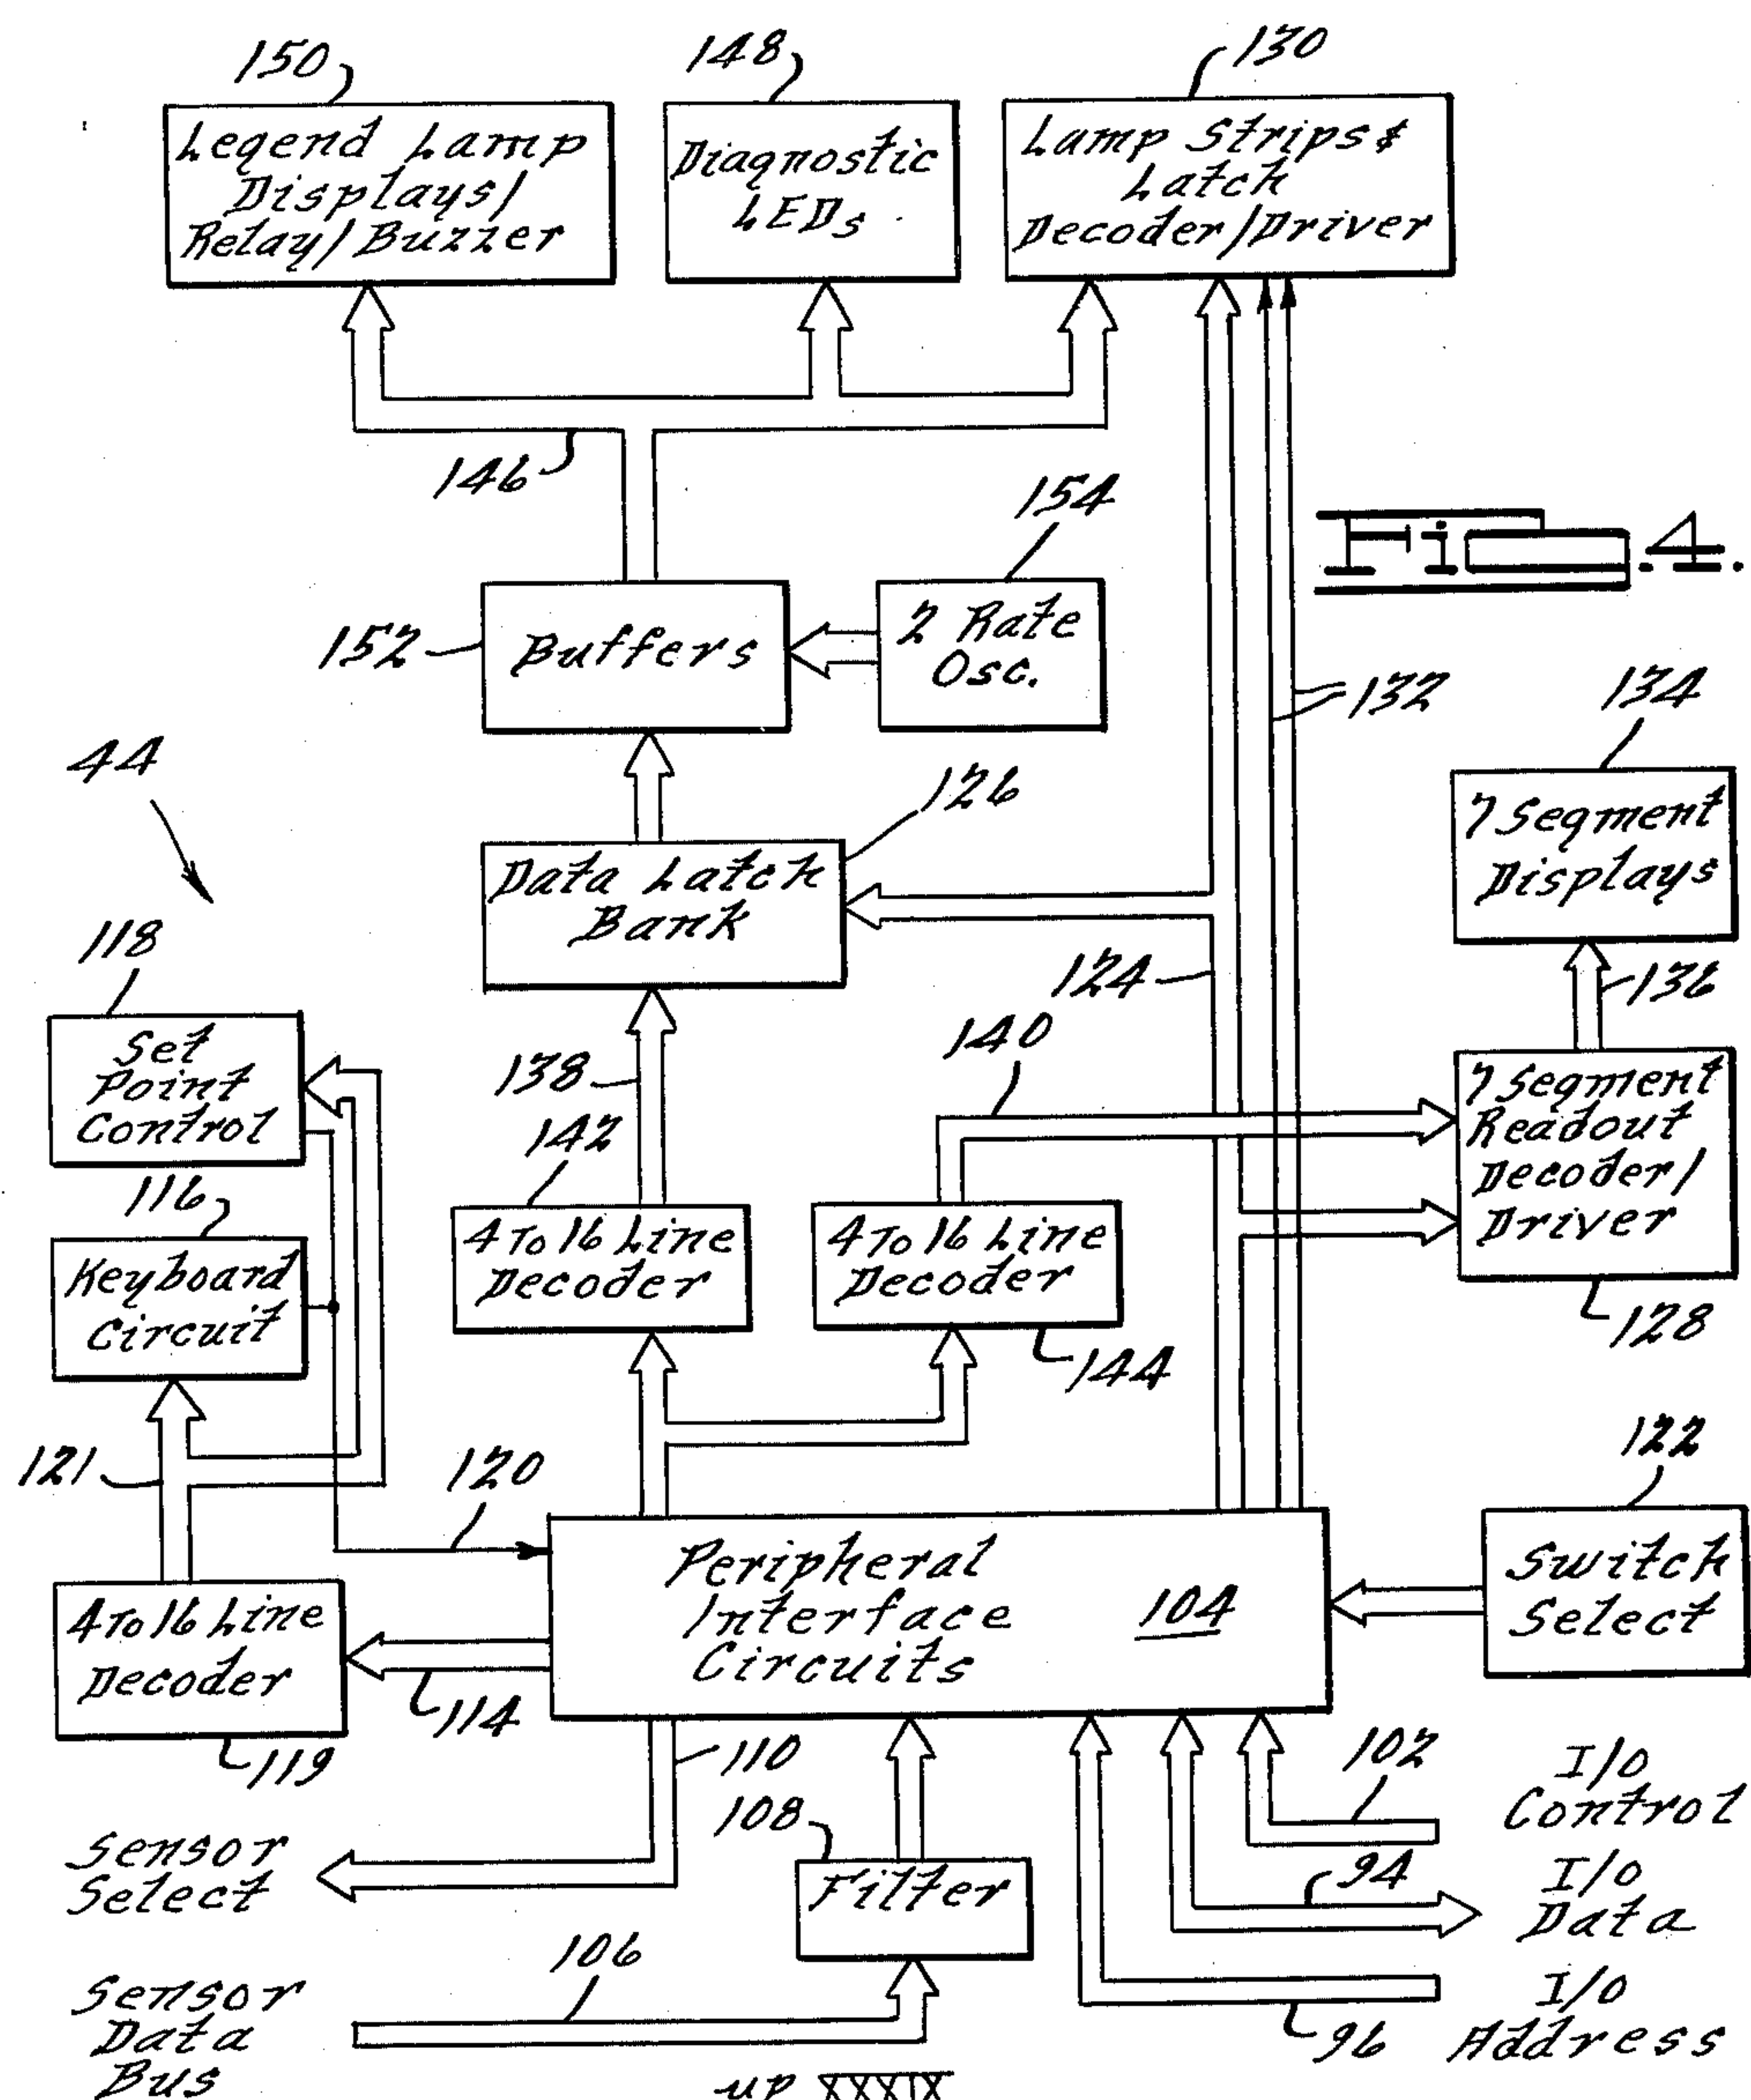 150
148
130
Legend Lamp
Displays/
Relay/Buzzer
Diagnostic
LEDs
Lamp Strips &
Latch
Decoder/Driver
146
154
Fig. 4.
152
Buffers
2 Rate
Osc.
132
134
44
126
7 Segment
Displays
Data Latch
Bank
118
124
136
Set
Point
Control
138
140
7 Segment
Readout
Decoder/
Driver
142
116
Keyboard
Circuit
4 To 16 Line
Decoder
4 To 16 Line
Decoder
128
144
121
120
122
Peripheral
Interface
Circuits
104
Switch
Select
4 To 16 Line
Decoder
114
119
110
102
I/O
Control
108
Sensor
Select
Filter
94
I/O
Data
106
Sensor
Data
Bus
96
I/O
Address